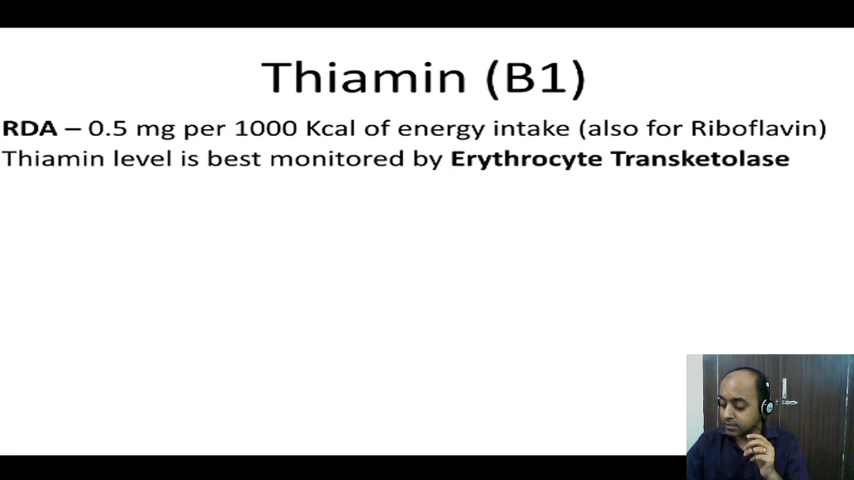 Thiamin (B1)
RDA – 0.5 mg per 1000 Kcal of energy intake (also for Riboflavin)
Thiamin level is best monitored by Erythrocyte Transketolase